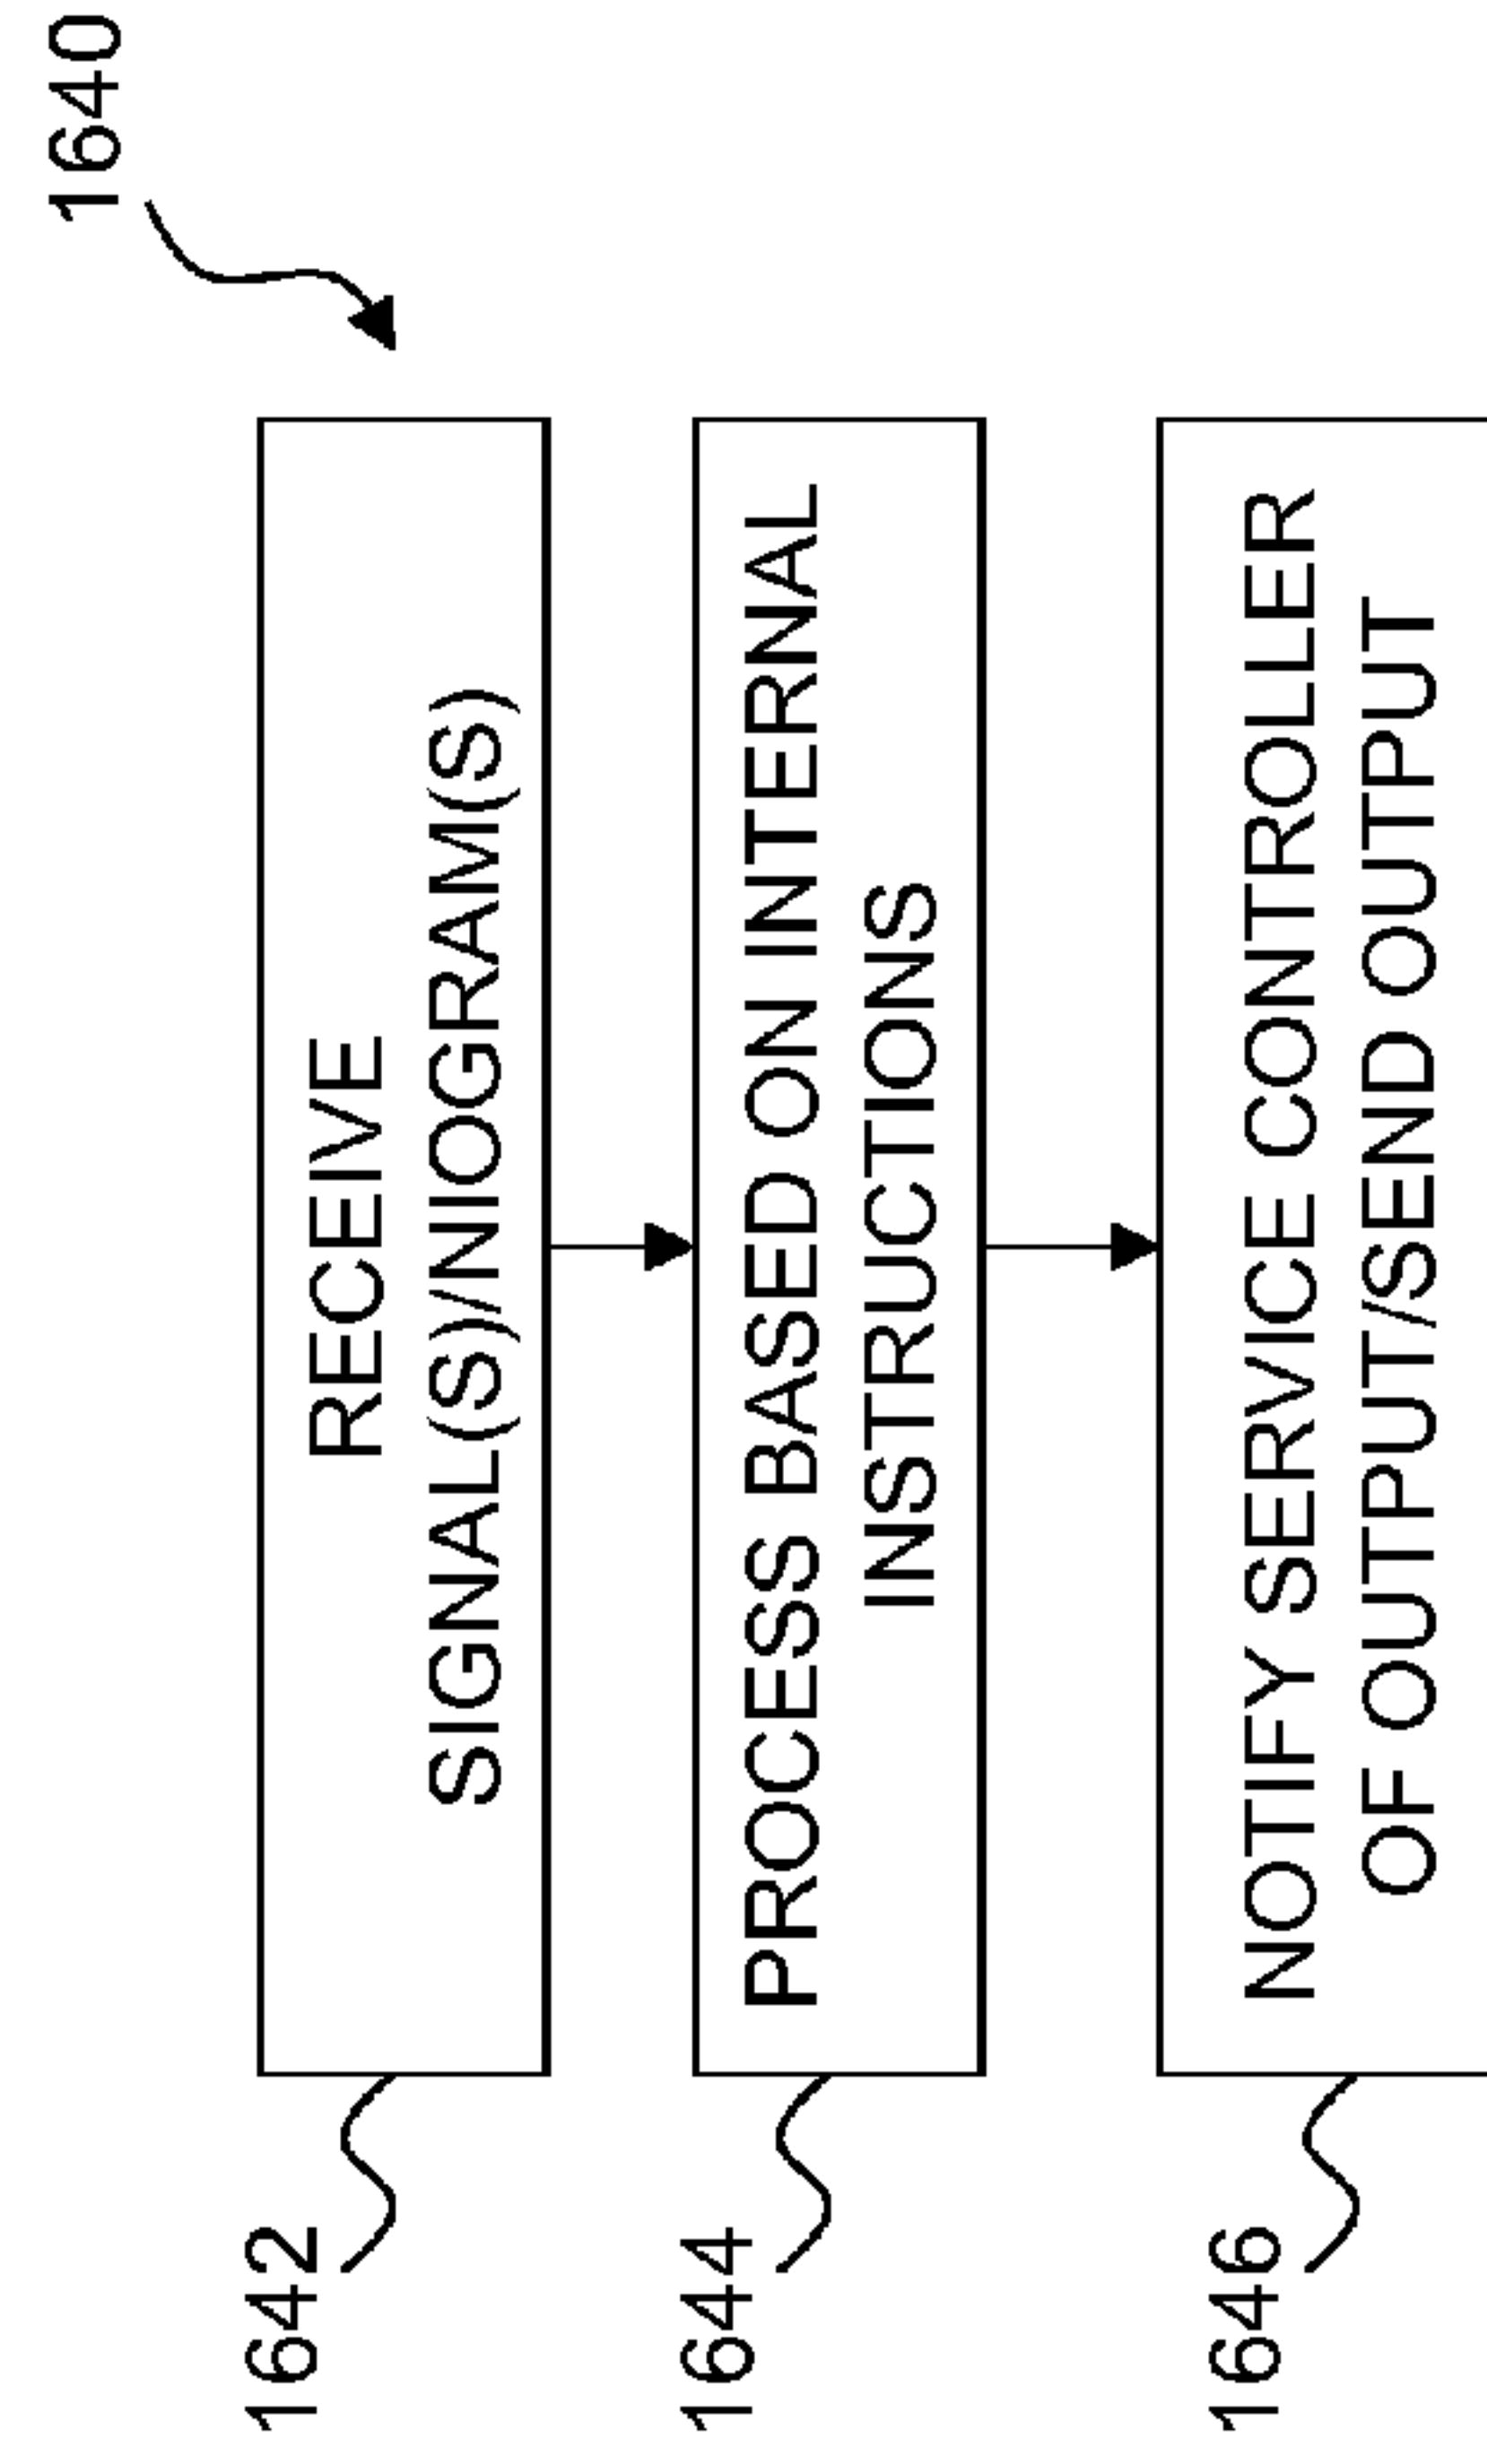 1640
1642
RECEIVE
SIGNAL(S)/NIOGRAM(S)
1644
PROCESS BASED ON INTERNAL
INSTRUCTIONS
1646
NOTIFY SERVICE CONTROLLER
OF OUTPUT/SEND OUTPUT